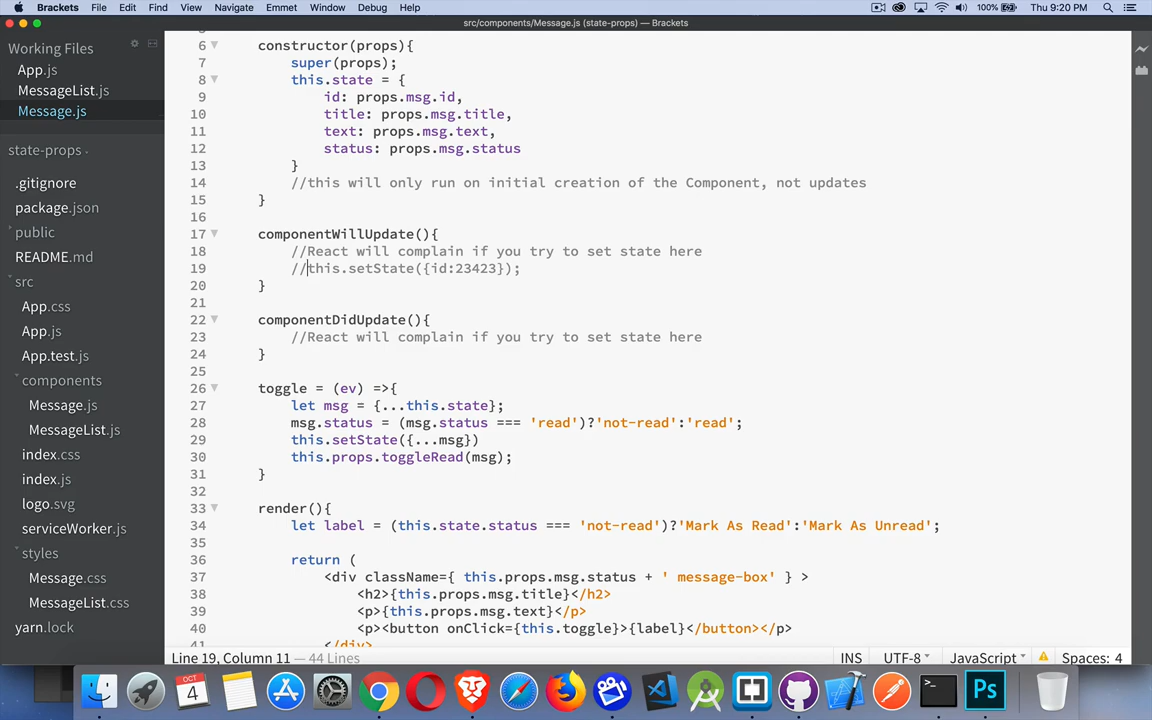 Brackets File Edit Find View Navigate Emmet Window Debug Help 100% Thu 9:20 PM
src/components/Message.js (state-props) — Brackets
Working Files
App.js
MessageList.js
Message.js
state-props
.gitignore
package.json
public
README.md
src
App.css
App.js
App.test.js
components
Message.js
MessageList.js
index.css
index.js
logo.svg
serviceWorker.js
styles
Message.css
MessageList.css
yarn.lock
6 constructor(props){
7 super(props);
8 this.state = {
9 id: props.msg.id,
10 title: props.msg.title,
11 text: props.msg.text,
12 status: props.msg.status
13 }
14 //this will only run on initial creation of the Component, not updates
15 }
16
17 componentWillUpdate(){
18 //React will complain if you try to set state here
19 //this.setState({id:23423});
20 }
21
22 componentDidUpdate(){
23 //React will complain if you try to set state here
24 }
25
26 toggle = (ev) =>{
27 let msg = {...this.state};
28 msg.status = (msg.status === 'read')?'not-read':'read';
29 this.setState({...msg})
30 this.props.toggleRead(msg);
31 }
32
33 render(){
34 let label = (this.state.status === 'not-read')?'Mark As Read':'Mark As Unread';
35
36 return (
37 <div className={ this.props.msg.status + ' message-box' } >
38 <h2>{this.props.msg.title}</h2>
39 <p>{this.props.msg.text}</p>
40 <p><button onClick={this.toggle}>{label}</button></p>
41 </div>
Line 19, Column 11 — 44 Lines INS UTF-8 JavaScript Spaces: 4
OCT
4
>_
Ps